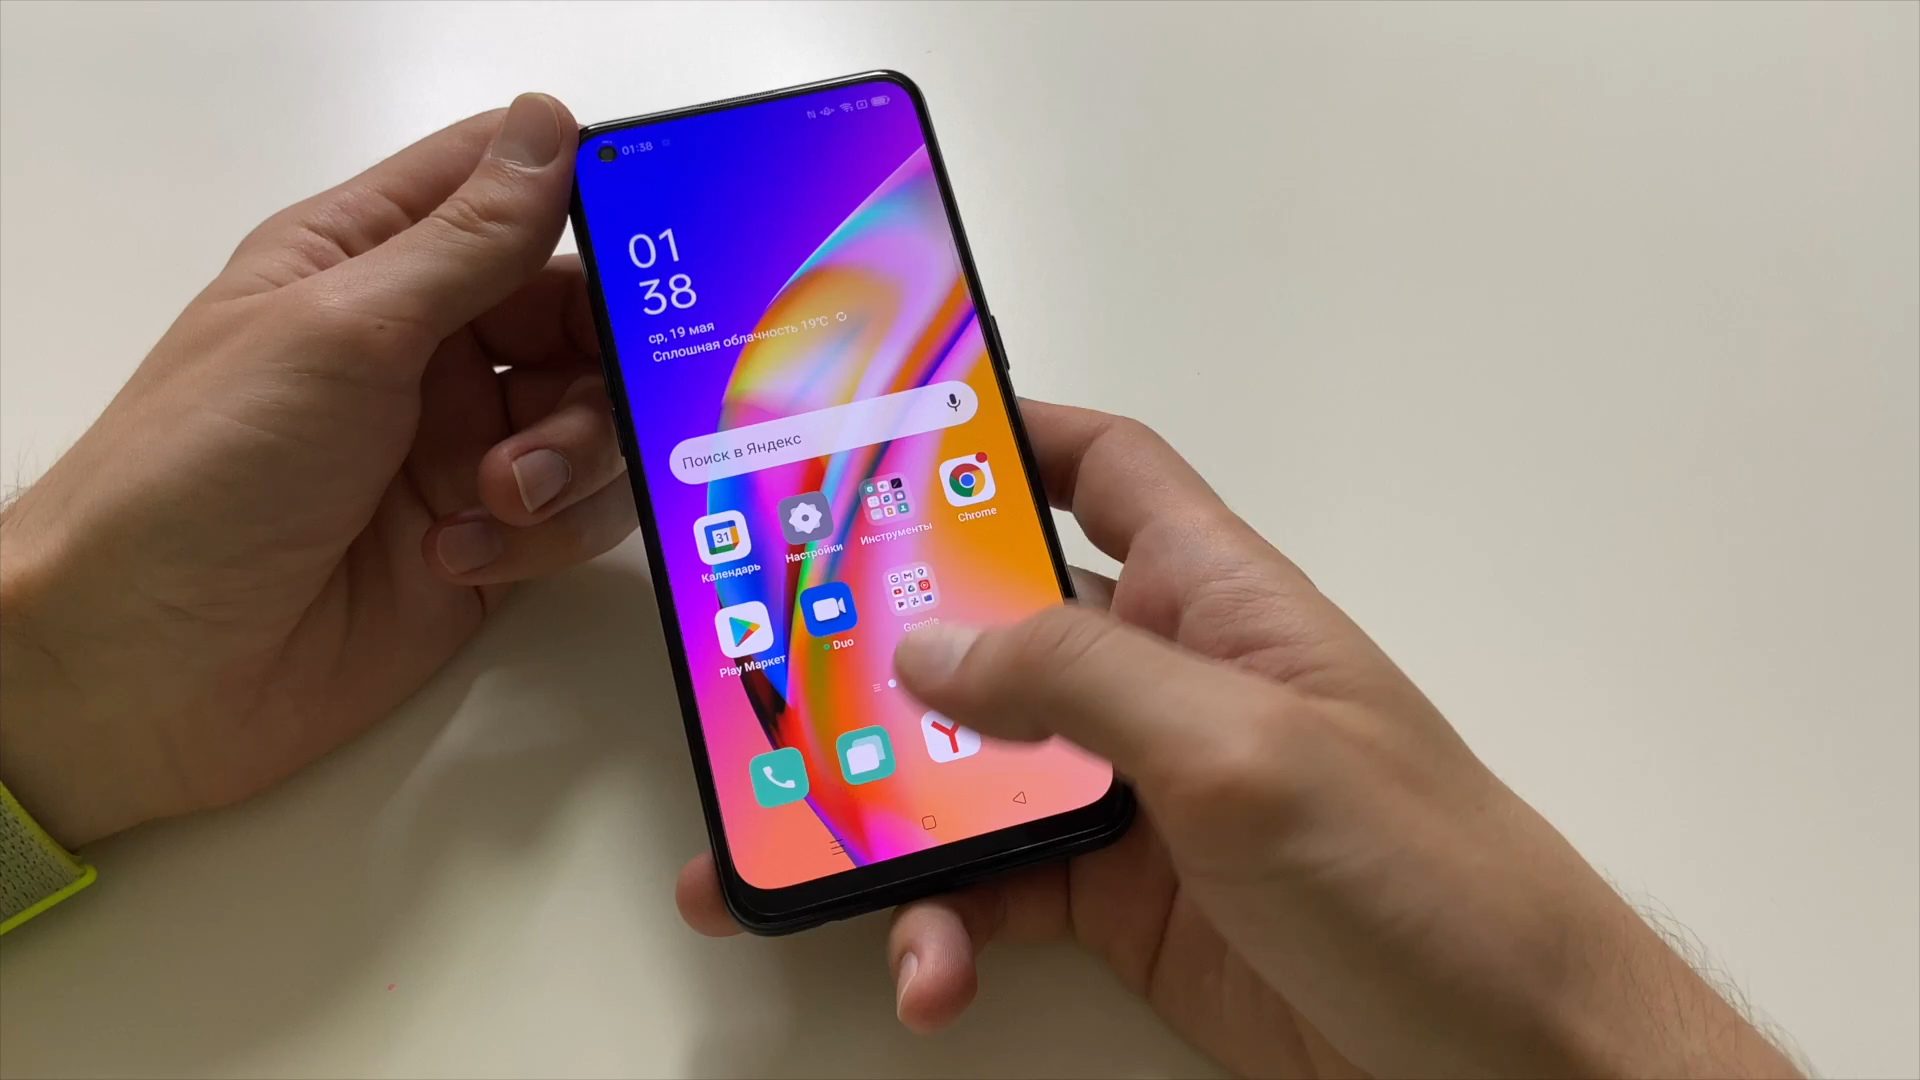 01:38
01
38
ср, 19 мая
Сплошная облачность 19°C
Поиск в Яндекс
31
Календарь
Настройки
Инструменты
Chrome
Play Маркет
Duo
Google